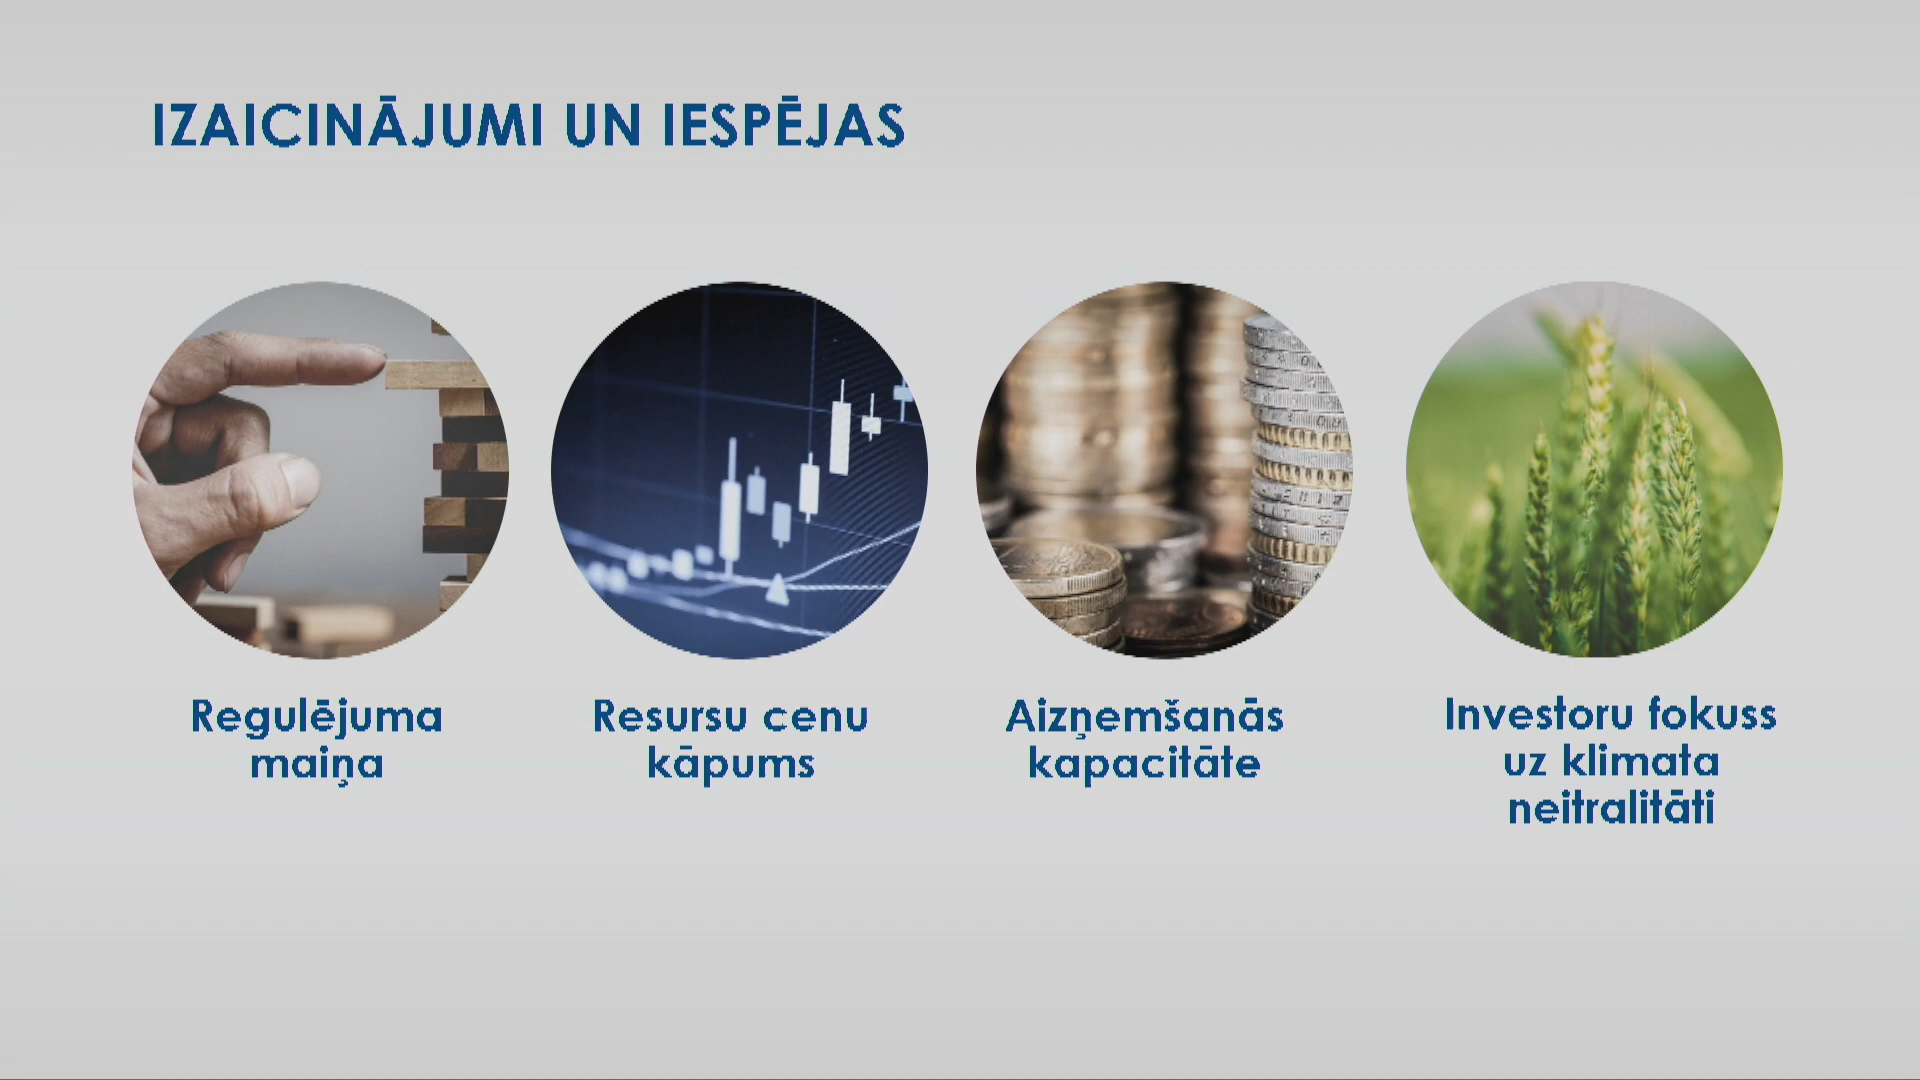 IZAICINĀJUMI UN IESPĒJAS
Regulējuma
maiņa
Resursu cenu
kāpums
Aizņemšanās
kapacitāte
Investoru fokuss
uz klimata
neitralitāti